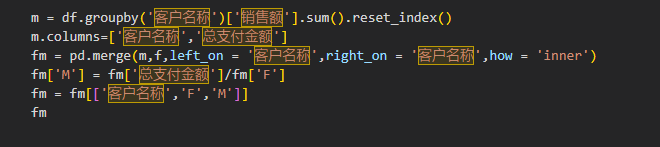 m = df.groupby('客户名称')['销售额'].sum().reset_index()
m.columns=['客户名称','总支付金额']
fm = pd.merge(m,f,left_on = '客户名称',right_on = '客户名称',how = 'inner')
fm['M'] = fm['总支付金额']/fm['F']
fm = fm[['客户名称','F','M']]
fm